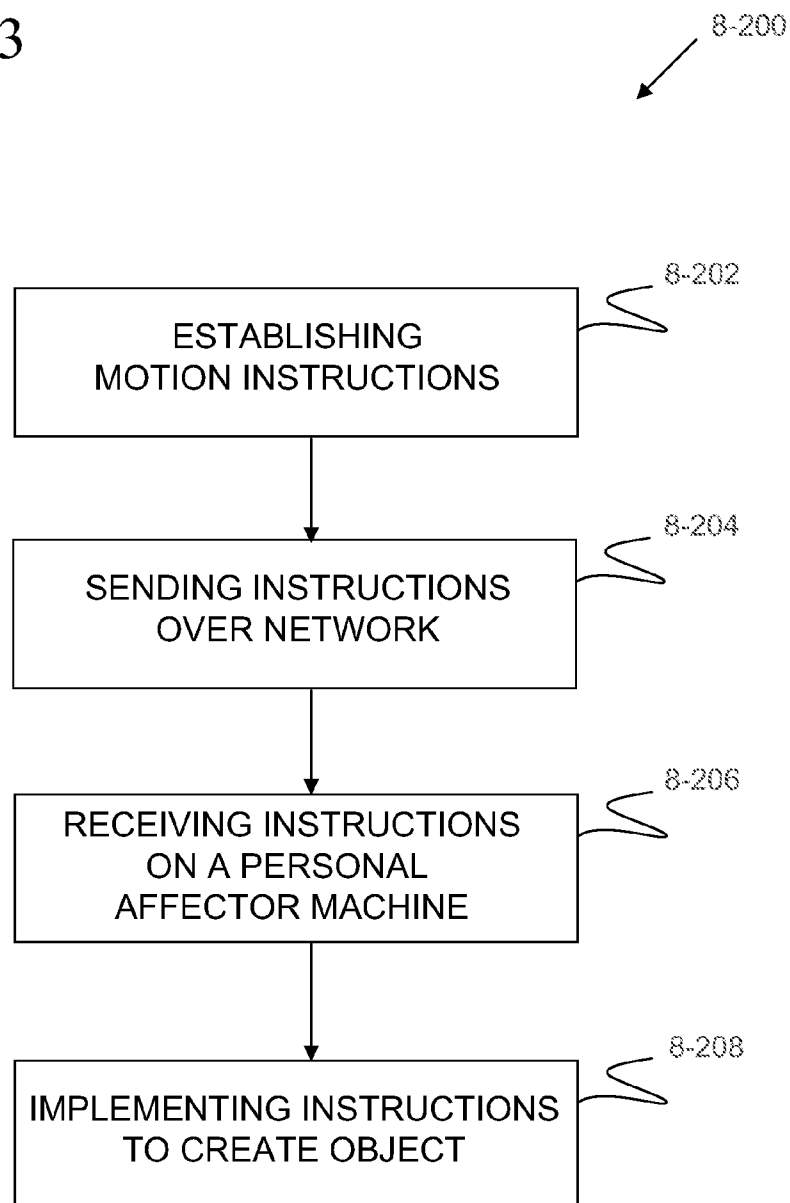 3
8-200
8-202
ESTABLISHING
MOTION INSTRUCTIONS
8-204
SENDING INSTRUCTIONS
OVER NETWORK
8-206
RECEIVING INSTRUCTIONS
ON A PERSONAL
AFFECTOR MACHINE
8-208
IMPLEMENTING INSTRUCTIONS
TO CREATE OBJECT